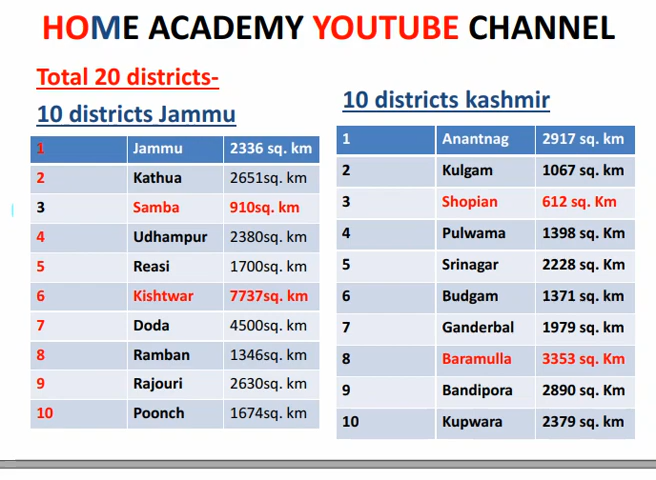 HOME ACADEMY YOUTUBE CHANNEL
Total 20 districts-
10 districts Jammu
1 Jammu 2336 sq. km
2 Kathua 2651sq. km
3 Samba 910sq. km
4 Udhampur 2380sq. km
5 Reasi 1700sq. km
6 Kishtwar 7737sq. km
7 Doda 4500sq. km
8 Ramban 1346sq. km
9 Rajouri 2630sq. km
10 Poonch 1674sq. km
10 districts kashmir
1 Anantnag 2917 sq. km
2 Kulgam 1067 sq. km
3 Shopian 612 sq. Km
4 Pulwama 1398 sq. Km
5 Srinagar 2228 sq. Km
6 Budgam 1371 sq. km
7 Ganderbal 1979 sq. km
8 Baramulla 3353 sq. Km
9 Bandipora 2890 sq. Km
10 Kupwara 2379 sq. km